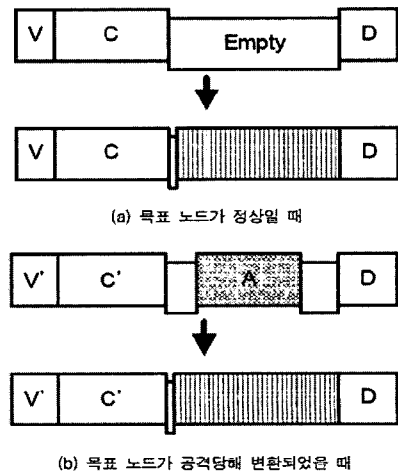 V C Empty D
V C D
(a) 목표 노드가 정상일 때
V' C' A D
V' C' D
(b) 목표 노드가 공격당해 변환되었을 때